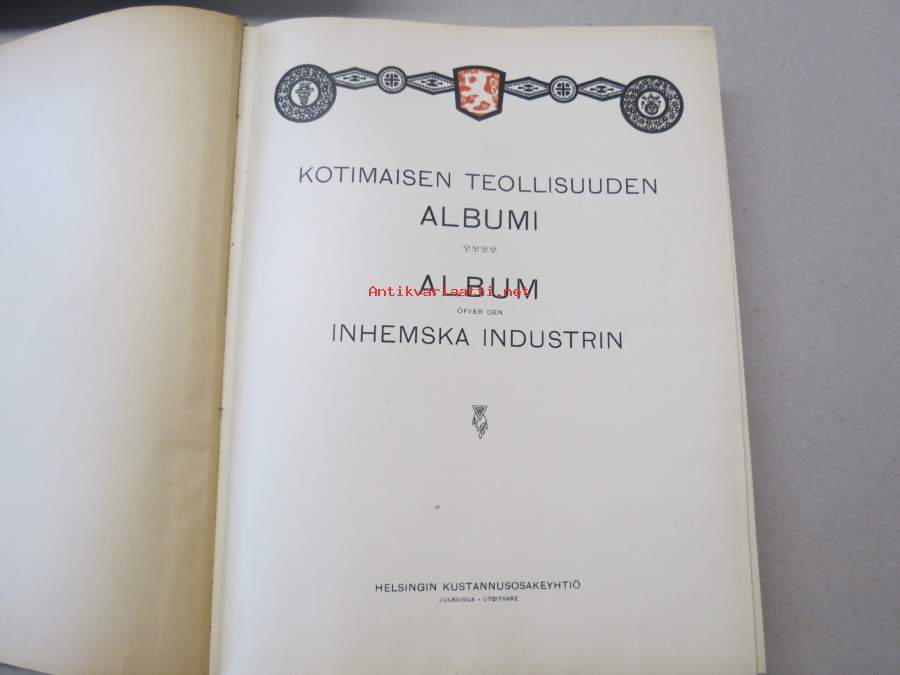 KOTIMAISEN TEOLLISUUDEN
ALBUMI
ALBUM
Antikvariaatti.net
ÖFVER DEN
INHEMSKA INDUSTRIN
HELSINGIN KUSTANNUSOSAKEYHTIÖ
JULKAISIJA - UTGIFVARE